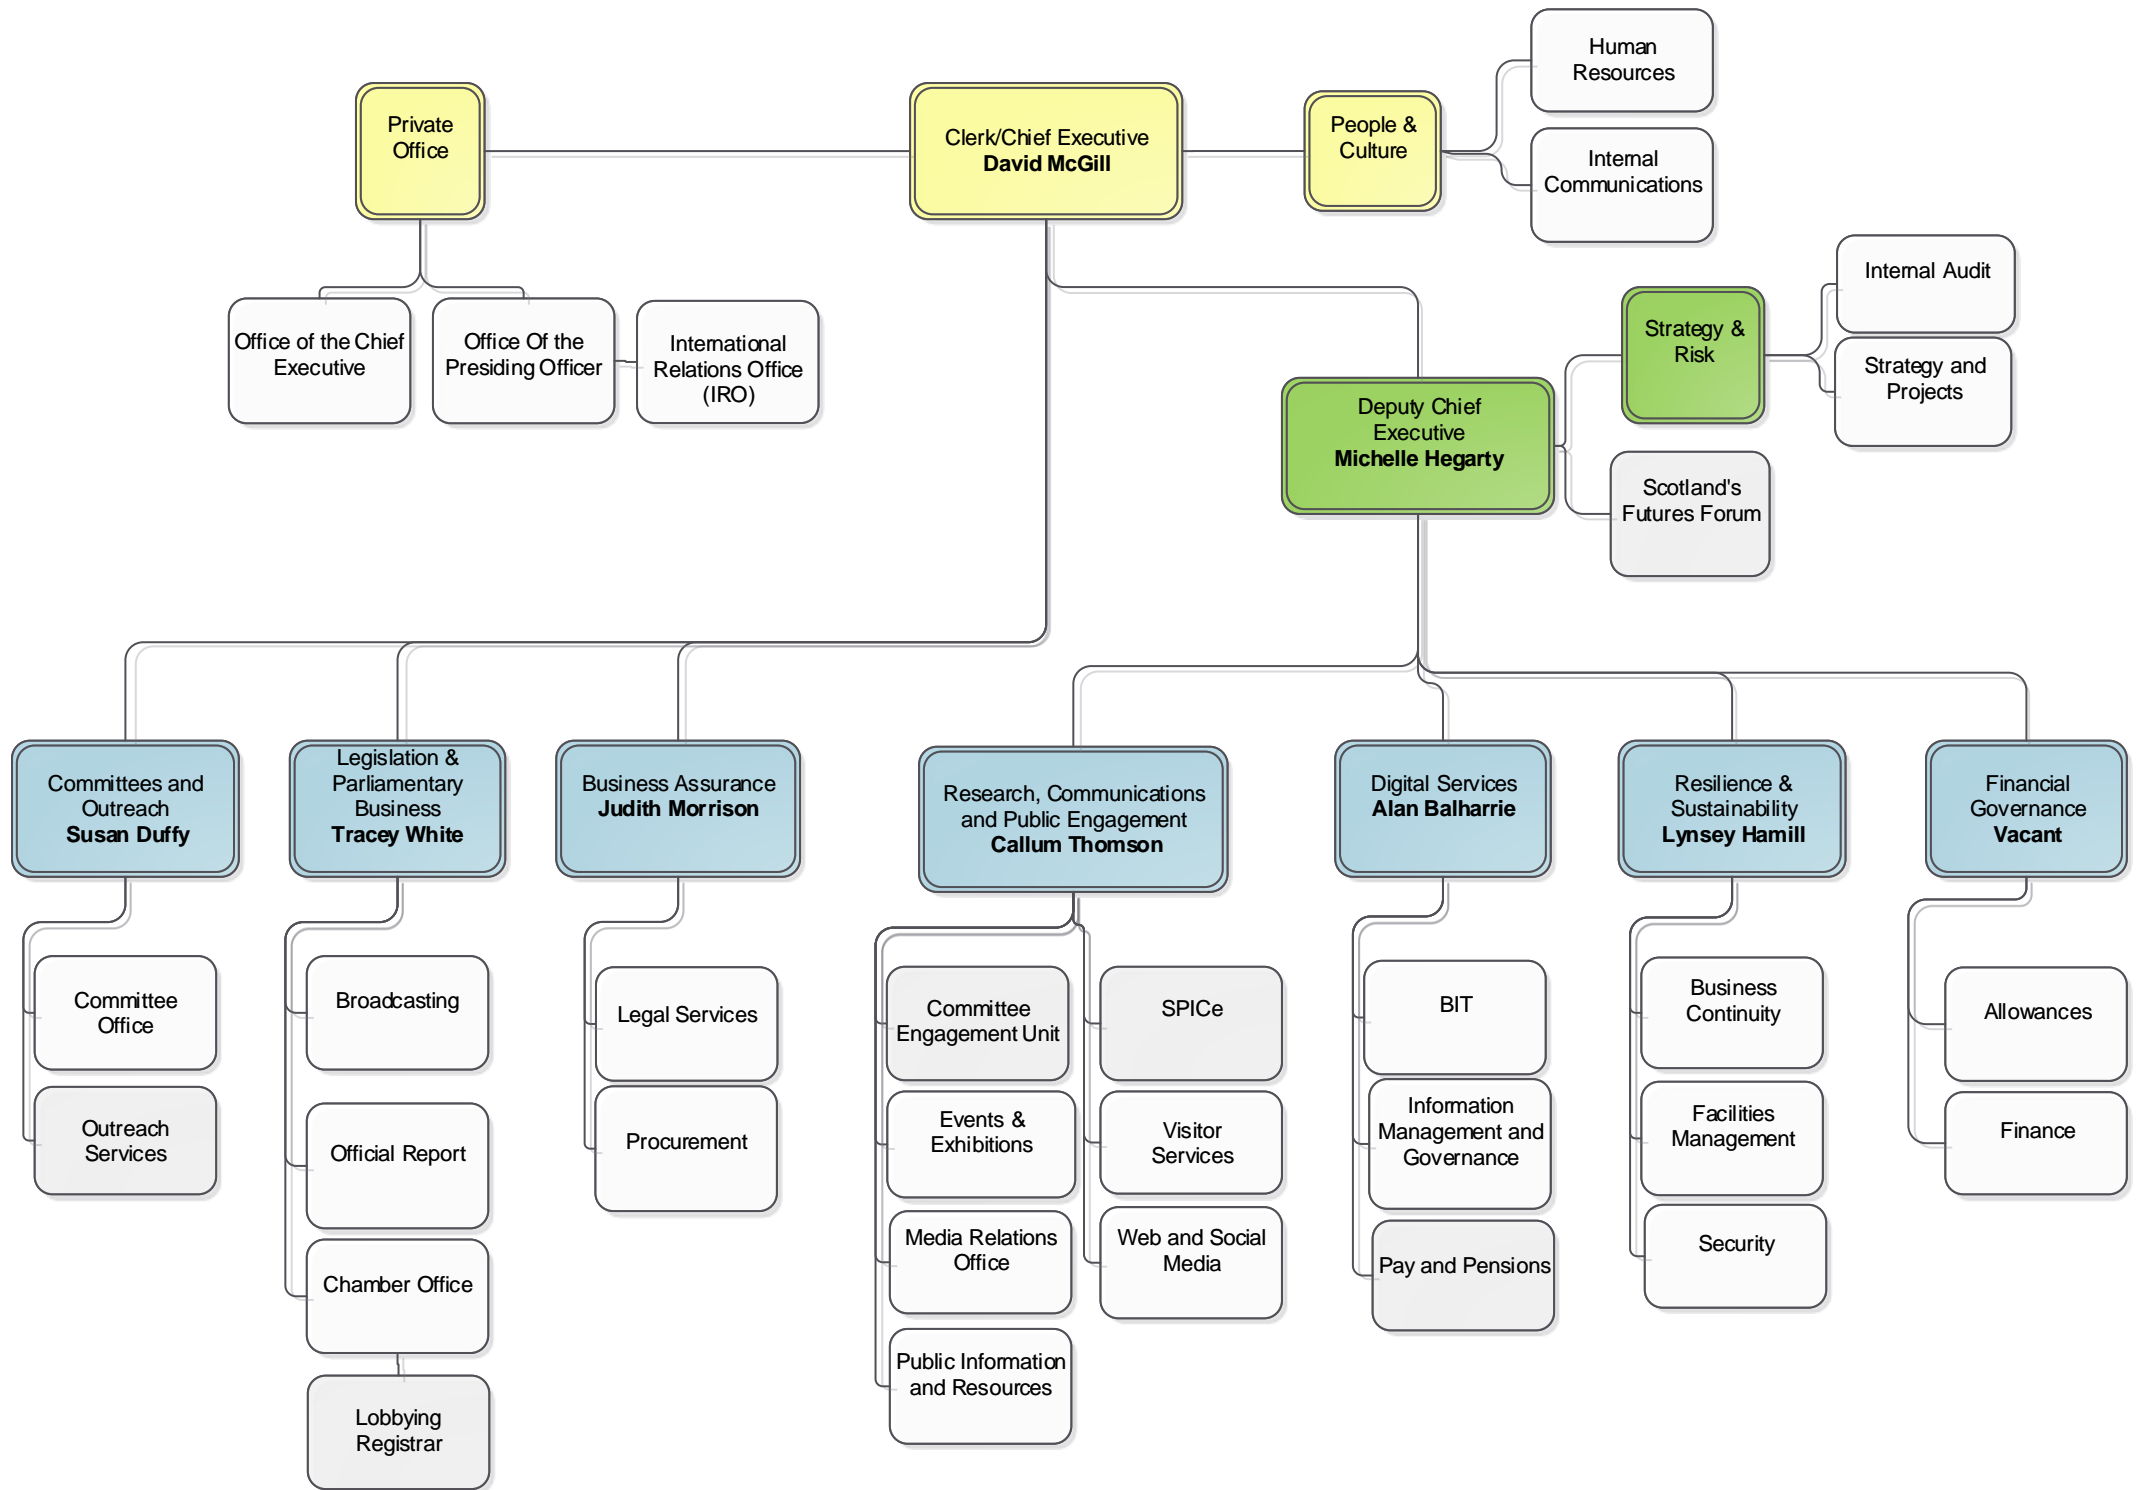 Human
Resources
Private
Office
Clerk/Chief Executive
David McGill
People &
Culture
Internal
Communications
Internal Audit
Office of the Chief
Executive
Office Of the
Presiding Officer
International
Relations Office
(IRO)
Strategy &
Risk
Strategy and
Projects
Deputy Chief
Executive
Michelle Hegarty
Scotland's
Futures Forum
Committees and
Outreach
Susan Duffy
Legislation &
Parliamentary
Business
Tracey White
Business Assurance
Judith Morrison
Research, Communications
and Public Engagement
Callum Thomson
Digital Services
Alan Balharrie
Resilience &
Sustainability
Lynsey Hamill
Financial
Governance
Vacant
Committee
Office
Outreach
Services
Broadcasting
Official Report
Chamber Office
Lobbying
Registrar
Legal Services
Procurement
Committee
Engagement Unit
Events &
Exhibitions
Media Relations
Office
Public Information
and Resources
SPICe
Visitor
Services
Web and Social
Media
BIT
Information
Management and
Governance
Pay and Pensions
Business
Continuity
Facilities
Management
Security
Allowances
Finance